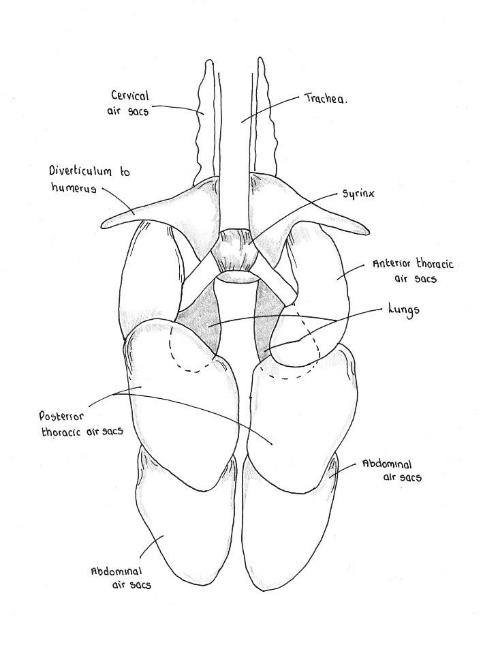 Cervical
air sacs
Trachea.
Diverticulum to
humerus
Syrinx
Anterior thoracic
air sacs
Lungs
Posterior
thoracic air sacs
Abdominal
air sacs
Abdominal
air sacs